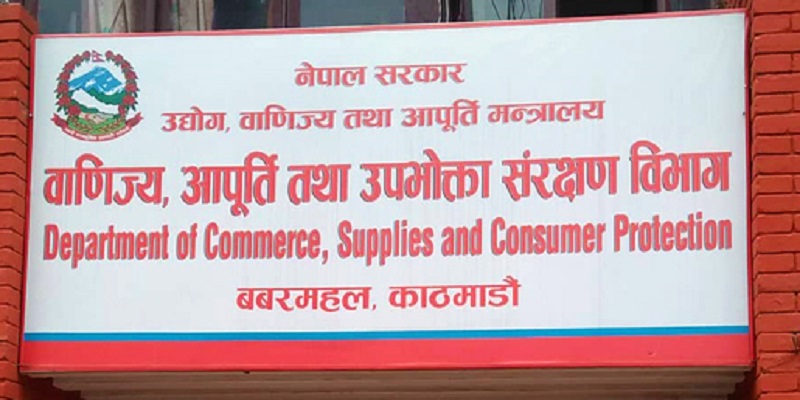 नेपाल सरकार
उद्योग, वाणिज्य तथा आपूर्ति मन्त्रालय
वाणिज्य, आपूर्ति तथा उपभोक्ता संरक्षण विभाग
Department of Commerce, Supplies and Consumer Protection
बबरमहल, काठमाडौं